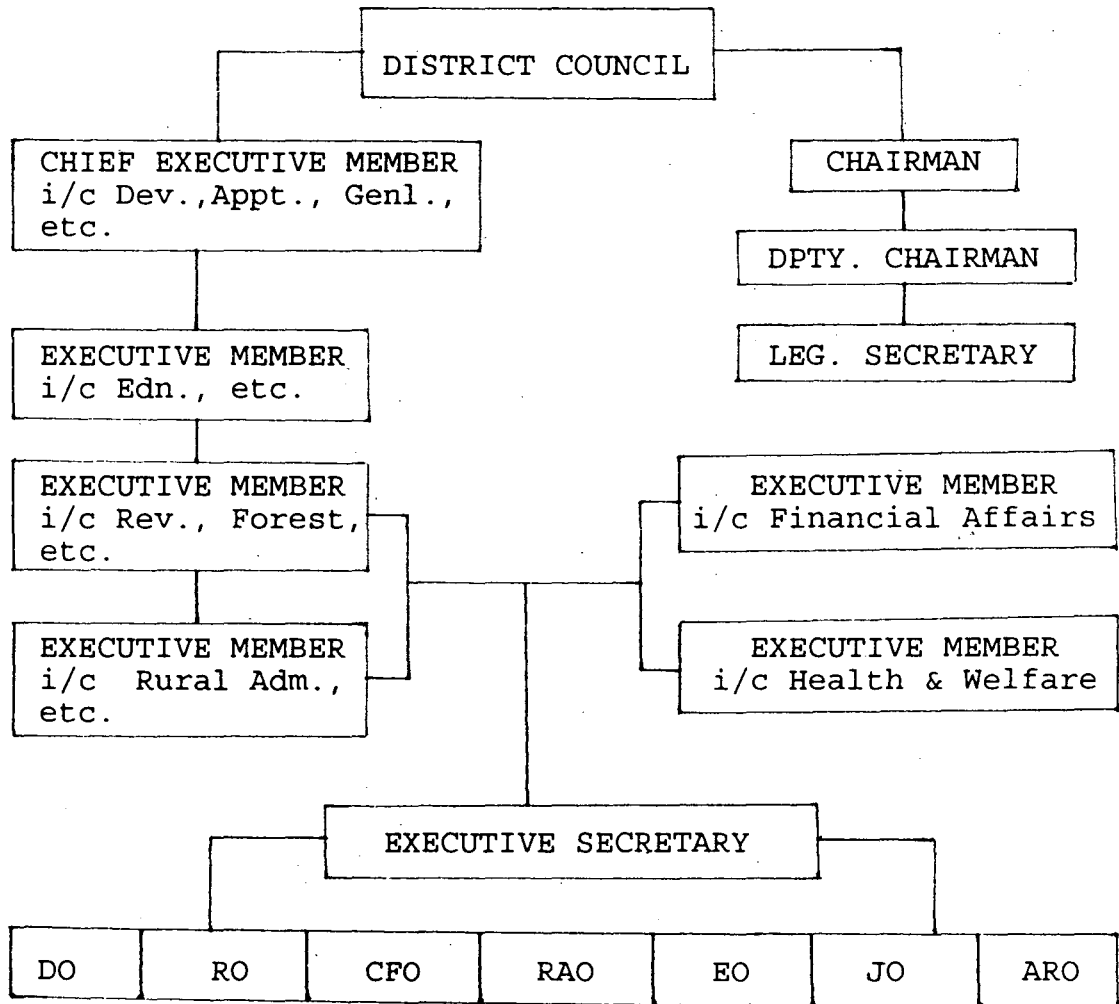 DISTRICT COUNCIL
CHIEF EXECUTIVE MEMBER
i/c Dev.,Appt., Genl.,
etc.
CHAIRMAN
DPTY. CHAIRMAN
LEG. SECRETARY
EXECUTIVE MEMBER
i/c Edn., etc.
EXECUTIVE MEMBER
i/c Rev., Forest,
etc.
EXECUTIVE MEMBER
i/c Financial Affairs
EXECUTIVE MEMBER
i/c Rural Adm.,
etc.
EXECUTIVE MEMBER
i/c Health & Welfare
EXECUTIVE SECRETARY
DO RO CFO RAO EO JO ARO